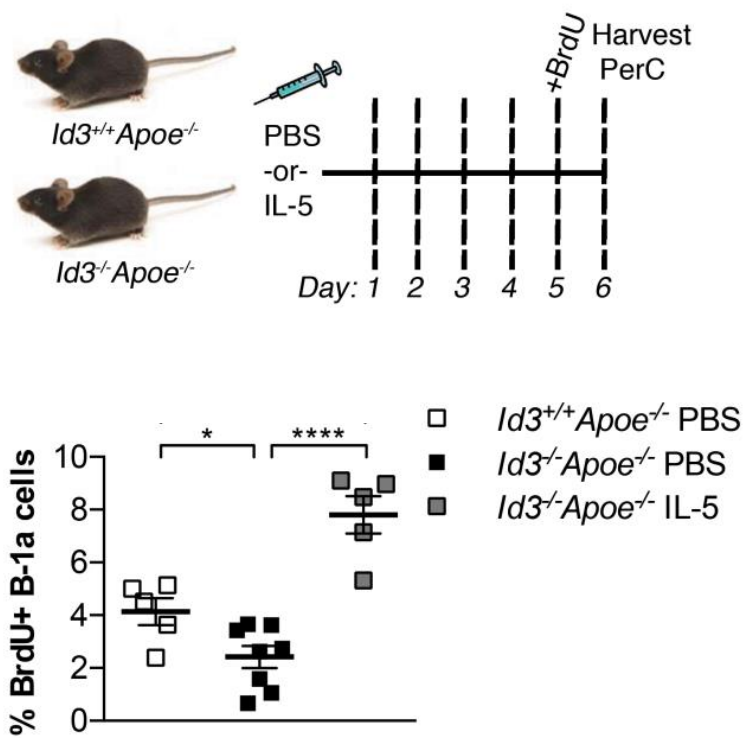 +BrdU
Harvest
PerC
Id3+/+Apoe-/-
PBS
-or-
IL-5
Id3-/-Apoe-/-
Day: 1 2 3 4 5 6
% BrdU+ B-1a cells
10
8
6
4
2
0
*
****
Id3+/+Apoe-/- PBS
Id3-/-Apoe-/- PBS
Id3-/-Apoe-/- IL-5